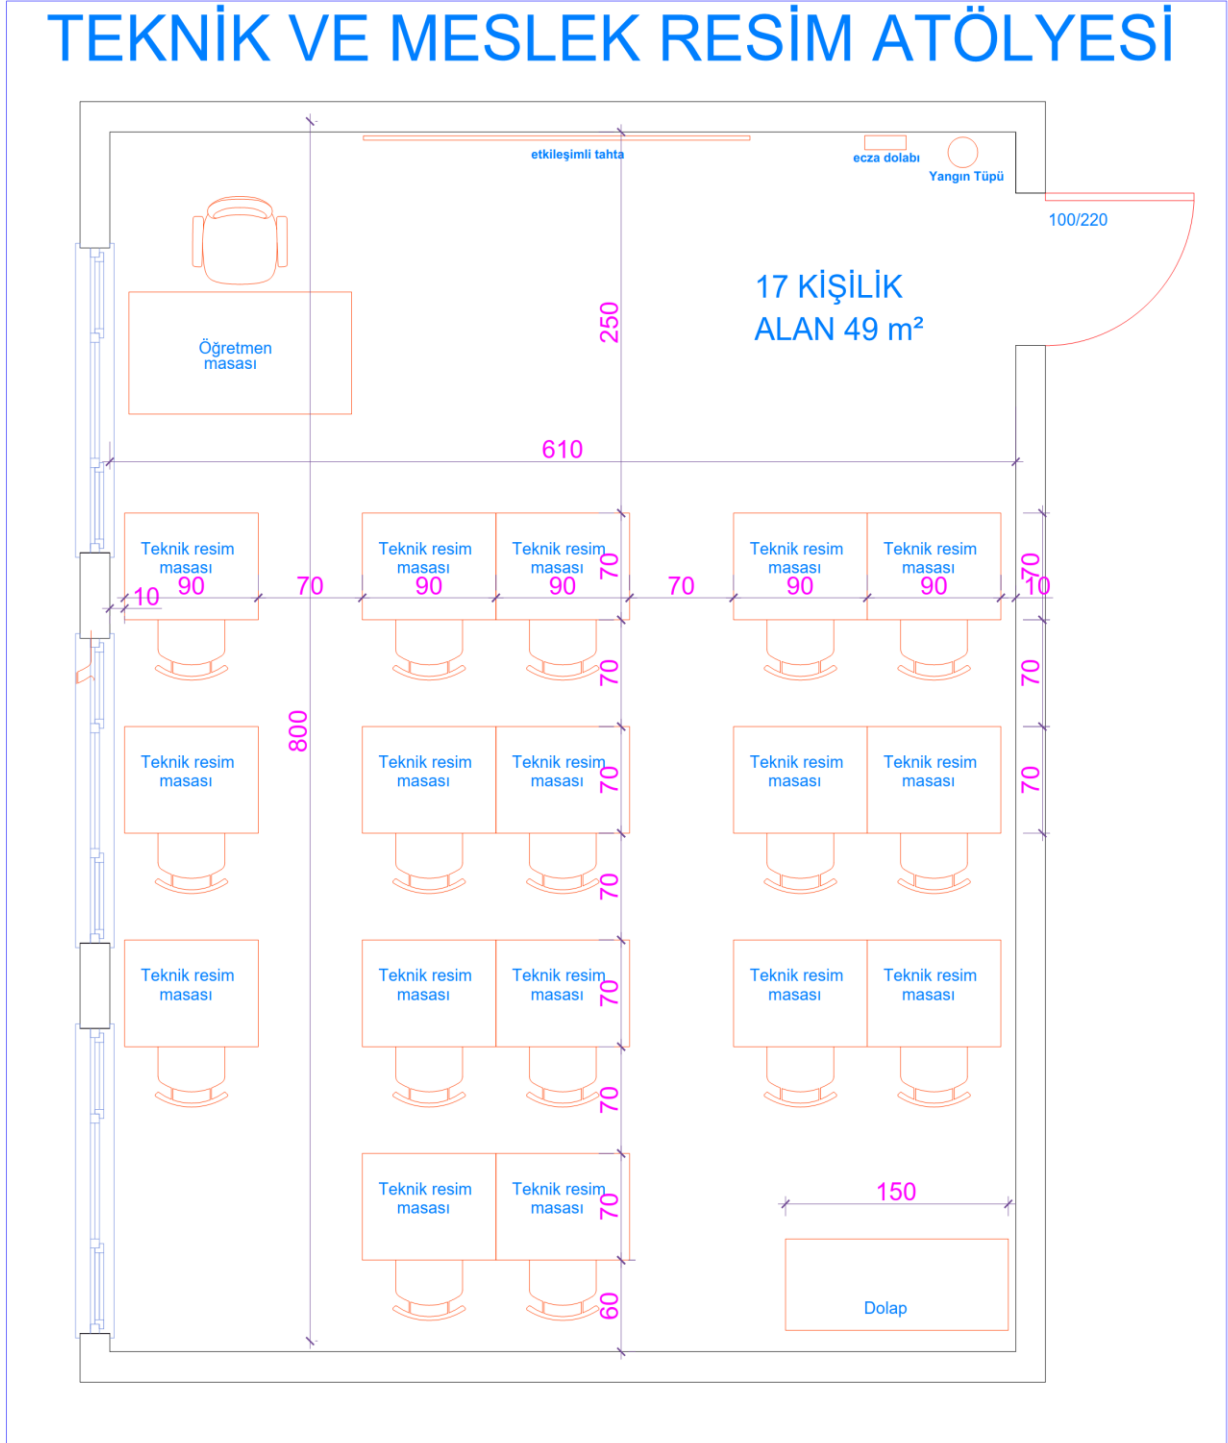 TEKNİK VE MESLEK RESİM ATÖLYESİ
etkileşimli tahta
ecza dolabı
Yangın Tüpü
100/220
17 KİŞİLİK
ALAN 49 m²
250
Öğretmen
masası
610
Teknik resim
masası
Teknik resim
masası
Teknik resim
masası
Teknik resim
masası
Teknik resim
masası
70
70
10
90
70
90
90
70
90
90
10
70
70
800
Teknik resim
masası
Teknik resim
masası
Teknik resim
masası
Teknik resim
masası
Teknik resim
masası
70
70
70
Teknik resim
masası
Teknik resim
masası
Teknik resim
masası
Teknik resim
masası
Teknik resim
masası
70
70
Teknik resim
masası
Teknik resim
masası
70
150
60
Dolap